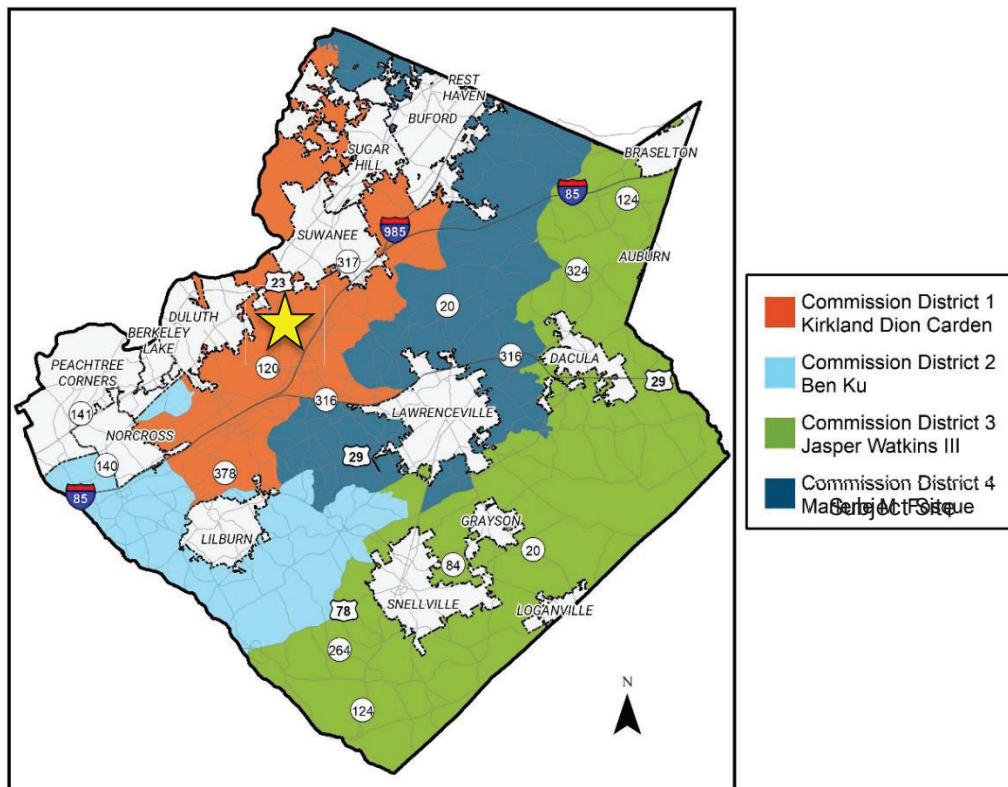 REST
HAVEN
BUFORD
SUGAR
HILL
BRASELTON
85
124
SUWANEE
985
317
AUBURN
23
324
DULUTH
20
BERKELEY
LAKE
PEACHTREE
CORNERS
120
316
DACULA
29
316
141
LAWRENCEVILLE
NORCROSS
140
29
378
85
GRAYSON
LILBURN
20
84
SNELLVILLE
LOGANVILLE
78
264
124
N
Commission District 1
Kirkland Dion Carden
Commission District 2
Ben Ku
Commission District 3
Jasper Watkins III
Commission District 4
Subject Site